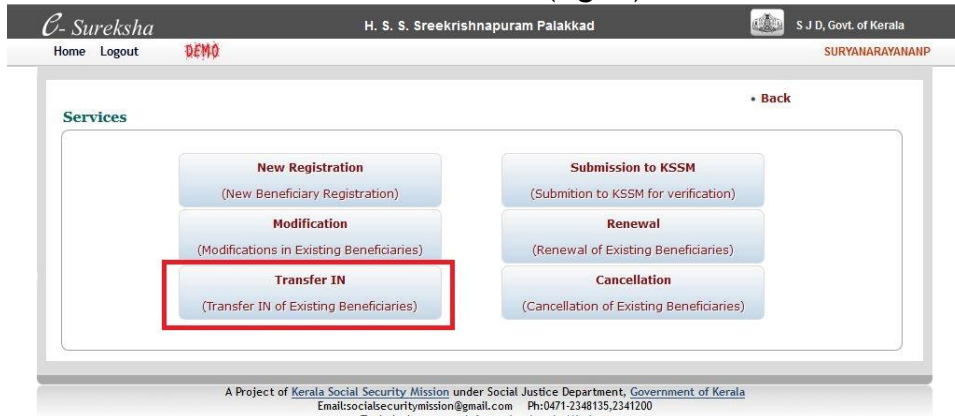 e- Sureksha H. S. S. Sreekrishnapuram Palakkad S J D, Govt. of Kerala
Home Logout DEMO SURYANARAYANANP
• Back
Services
New Registration
(New Beneficiary Registration)
Submission to KSSM
(Submition to KSSM for verification)
Modification
(Modifications in Existing Beneficiaries)
Renewal
(Renewal of Existing Beneficiaries)
Transfer IN
(Transfer IN of Existing Beneficiaries)
Cancellation
(Cancellation of Existing Beneficiaries)
A Project of Kerala Social Security Mission under Social Justice Department, Government of Kerala
Email:socialsecuritymission@gmail.com Ph:0471-2348135,2341200